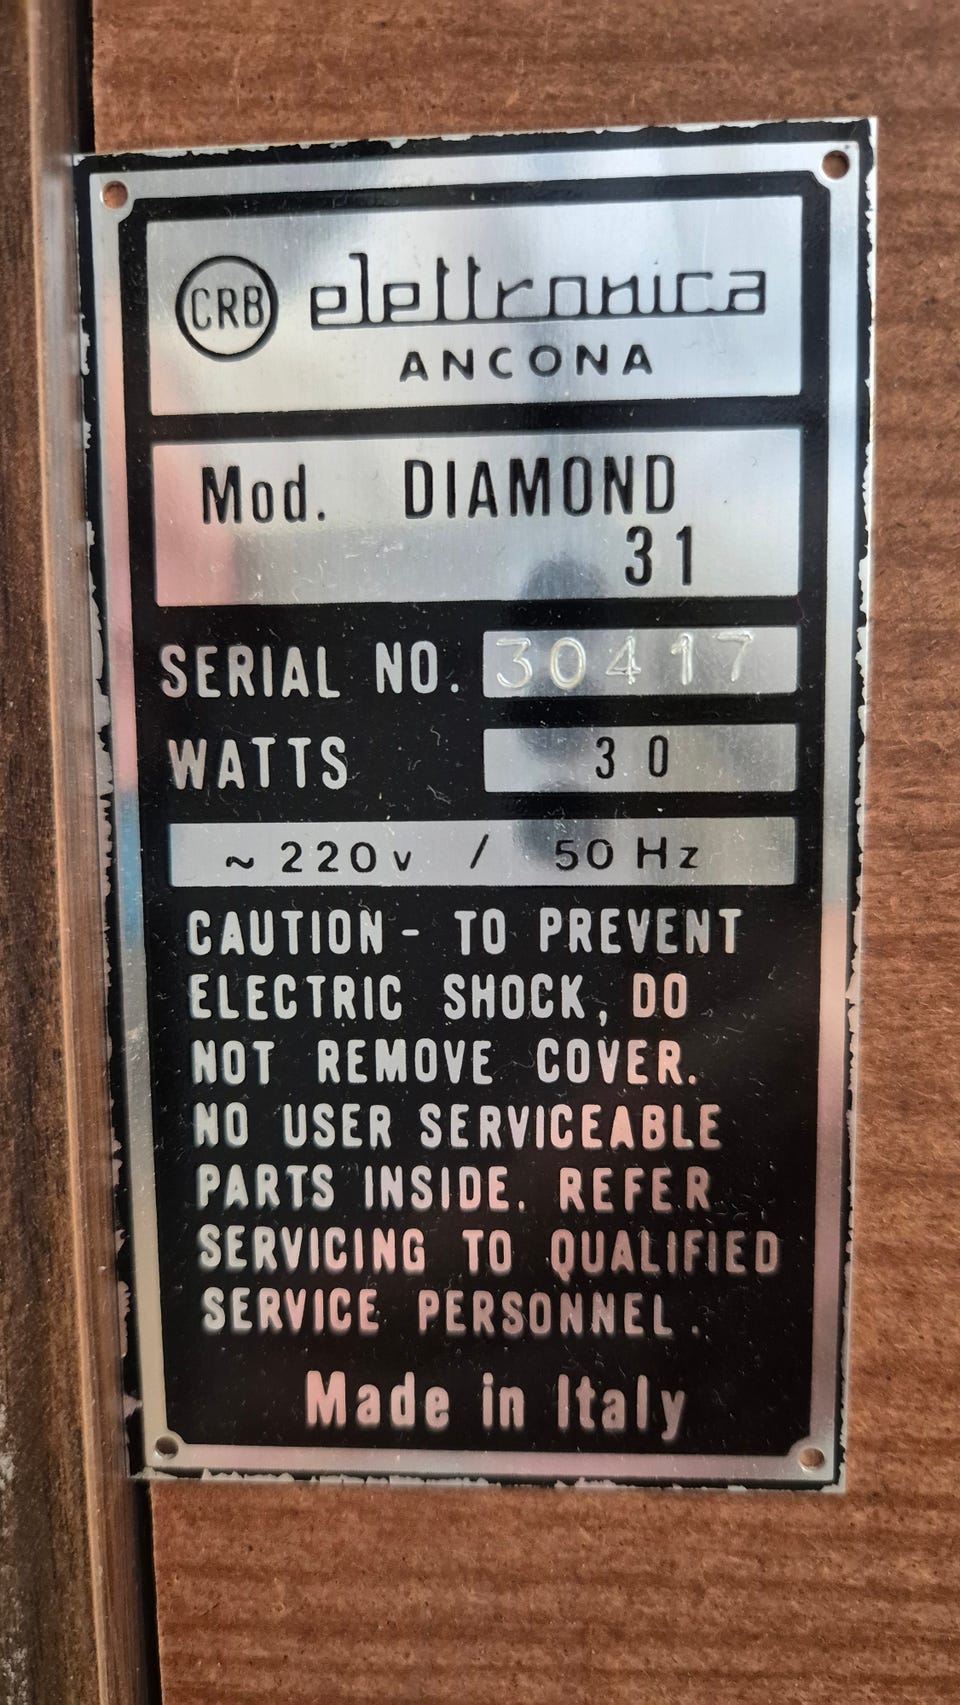 CRB elettronica
ANCONA
Mod. DIAMOND
31
SERIAL NO. 30417
WATTS 30
~ 220v / 50 Hz
CAUTION - TO PREVENT
ELECTRIC SHOCK, DO
NOT REMOVE COVER.
NO USER SERVICEABLE
PARTS INSIDE. REFER
SERVICING TO QUALIFIED
SERVICE PERSONNEL.
Made in Italy